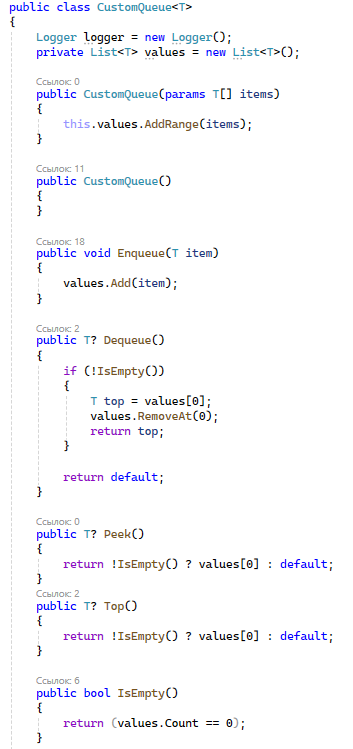 public class CustomQueue<T>
{
    Logger logger = new Logger();
    private List<T> values = new List<T>();

    Ссылок: 0
    public CustomQueue(params T[] items)
    {
        this.values.AddRange(items);
    }

    Ссылок: 11
    public CustomQueue()
    {
    }

    Ссылок: 18
    public void Enqueue(T item)
    {
        values.Add(item);
    }

    Ссылок: 2
    public T? Dequeue()
    {
        if (!IsEmpty())
        {
            T top = values[0];
            values.RemoveAt(0);
            return top;
        }

        return default;
    }

    Ссылок: 0
    public T? Peek()
    {
        return !IsEmpty() ? values[0] : default;
    }
    Ссылок: 2
    public T? Top()
    {
        return !IsEmpty() ? values[0] : default;
    }

    Ссылок: 6
    public bool IsEmpty()
    {
        return (values.Count == 0);
    }